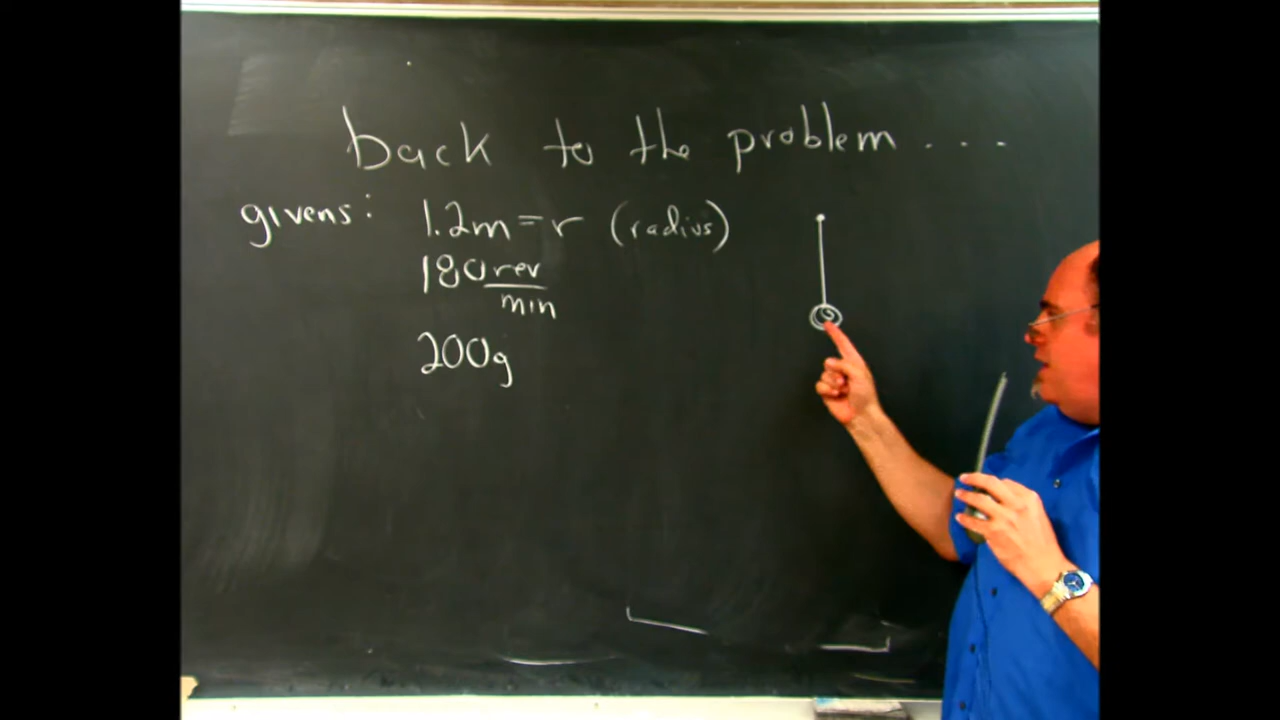 back to the problem....
givens: 1.2m=r (radius)
180 rev
min
200g